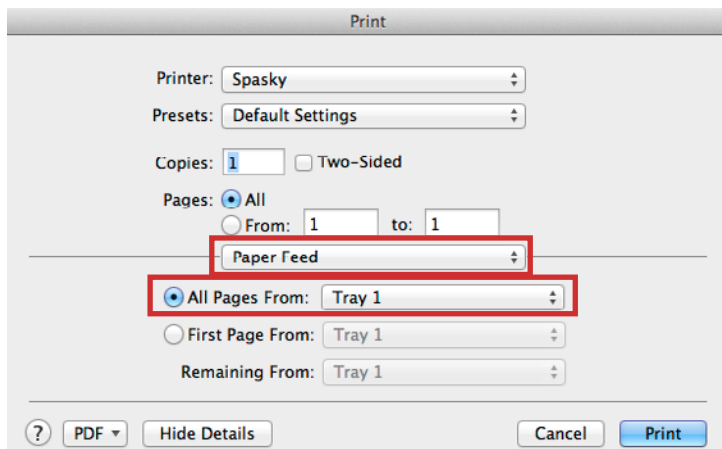 Print
Printer: Spasky
Presets: Default Settings
Copies: 1 Two-Sided
Pages: All
From: 1 to: 1
Paper Feed
All Pages From: Tray 1
First Page From: Tray 1
Remaining From: Tray 1
? PDF Hide Details Cancel Print